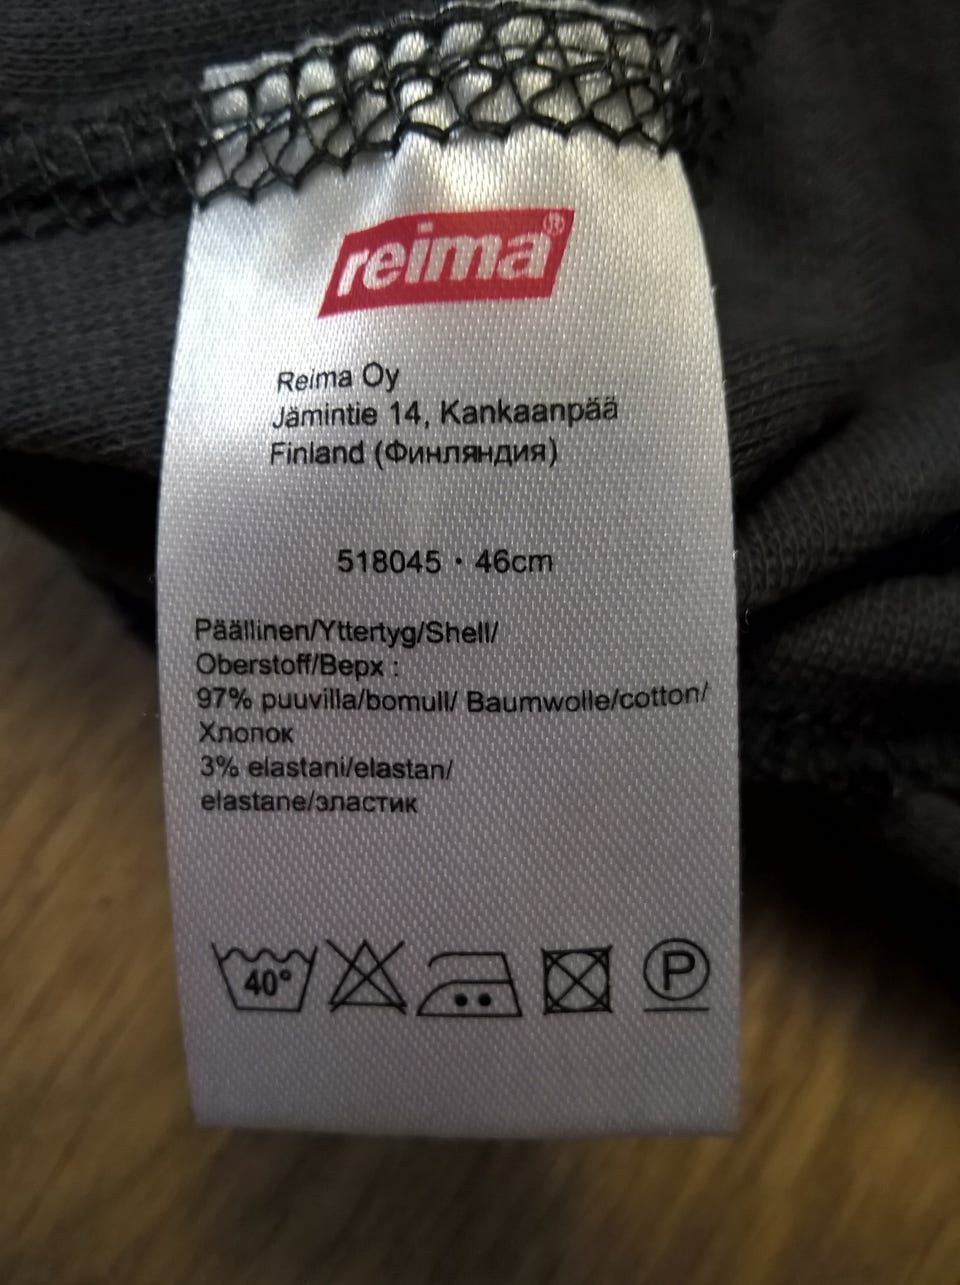 reima®
Reima Oy
Jämintie 14, Kankaanpää
Finland (Финляндия)
518045 · 46cm
Päällinen/Yttertyg/Shell/
Oberstoff/Верх :
97% puuvilla/bomull/ Baumwolle/cotton/
Хлопок
3% elastani/elastan/
elastane/эластик
40° P